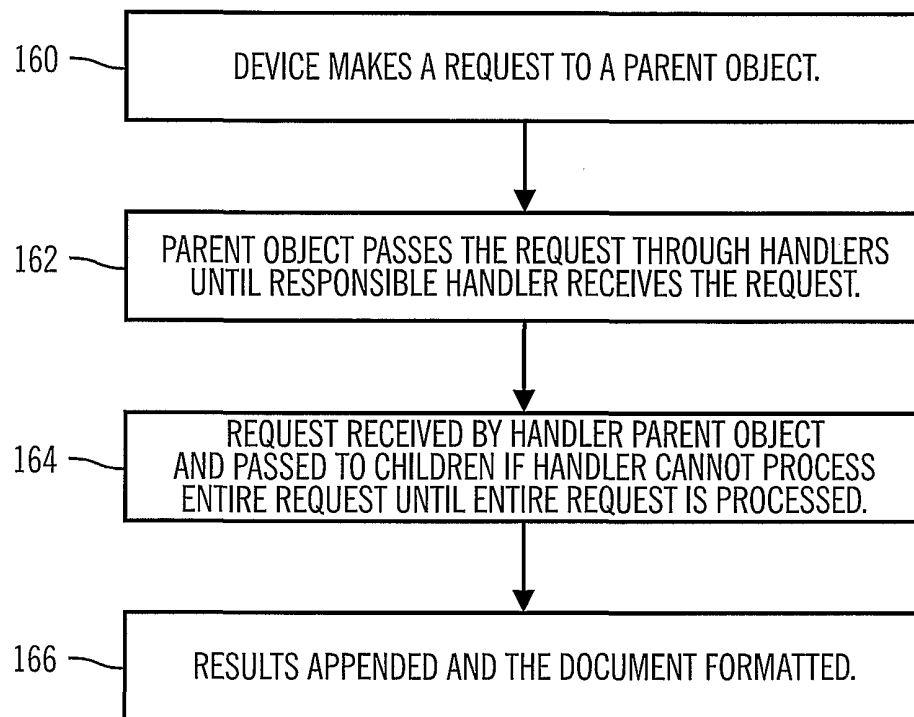 160
DEVICE MAKES A REQUEST TO A PARENT OBJECT.
162
PARENT OBJECT PASSES THE REQUEST THROUGH HANDLERS
UNTIL RESPONSIBLE HANDLER RECEIVES THE REQUEST.
164
REQUEST RECEIVED BY HANDLER PARENT OBJECT
AND PASSED TO CHILDREN IF HANDLER CANNOT PROCESS
ENTIRE REQUEST UNTIL ENTIRE REQUEST IS PROCESSED.
166
RESULTS APPENDED AND THE DOCUMENT FORMATTED.